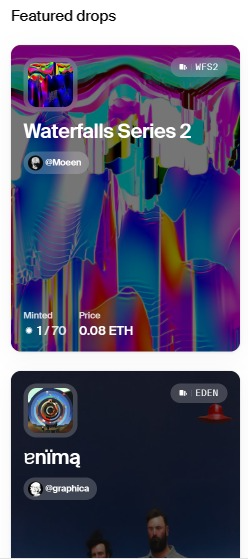 Featured drops
WFS2
Waterfalls Series 2
@Moeen
Minted
Price
1 / 70
0.08 ETH
EDEN
ɐnïmą
@graphica